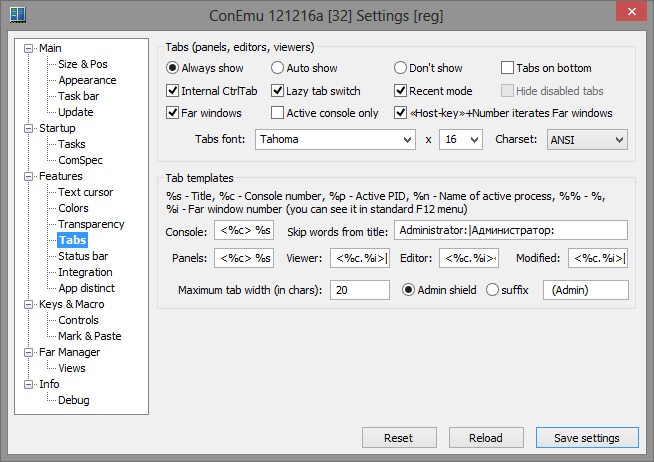 ConEmu 121216a [32] Settings [reg]
Main
Size & Pos
Appearance
Task bar
Update
Startup
Tasks
ComSpec
Features
Text cursor
Colors
Transparency
Tabs
Status bar
Integration
App distinct
Keys & Macro
Controls
Mark & Paste
Far Manager
Views
Info
Debug
Tabs (panels, editors, viewers)
Always show Auto show Don't show Tabs on bottom
Internal CtrlTab Lazy tab switch Recent mode Hide disabled tabs
Far windows Active console only «Host-key»+Number iterates Far windows
Tabs font: Tahoma x 16 Charset: ANSI
Tab templates
%s - Title, %c - Console number, %p - Active PID, %n - Name of active process, %% - %,
%i - Far window number (you can see it in standard F12 menu)
Console: <%c> %s Skip words from title: Administrator:|Администратор:
Panels: <%c> %s Viewer: <%c.%i>[ Editor: <%c.%i>‹ Modified: <%c.%i>[
Maximum tab width (in chars): 20 Admin shield suffix (Admin)
Reset Reload Save settings